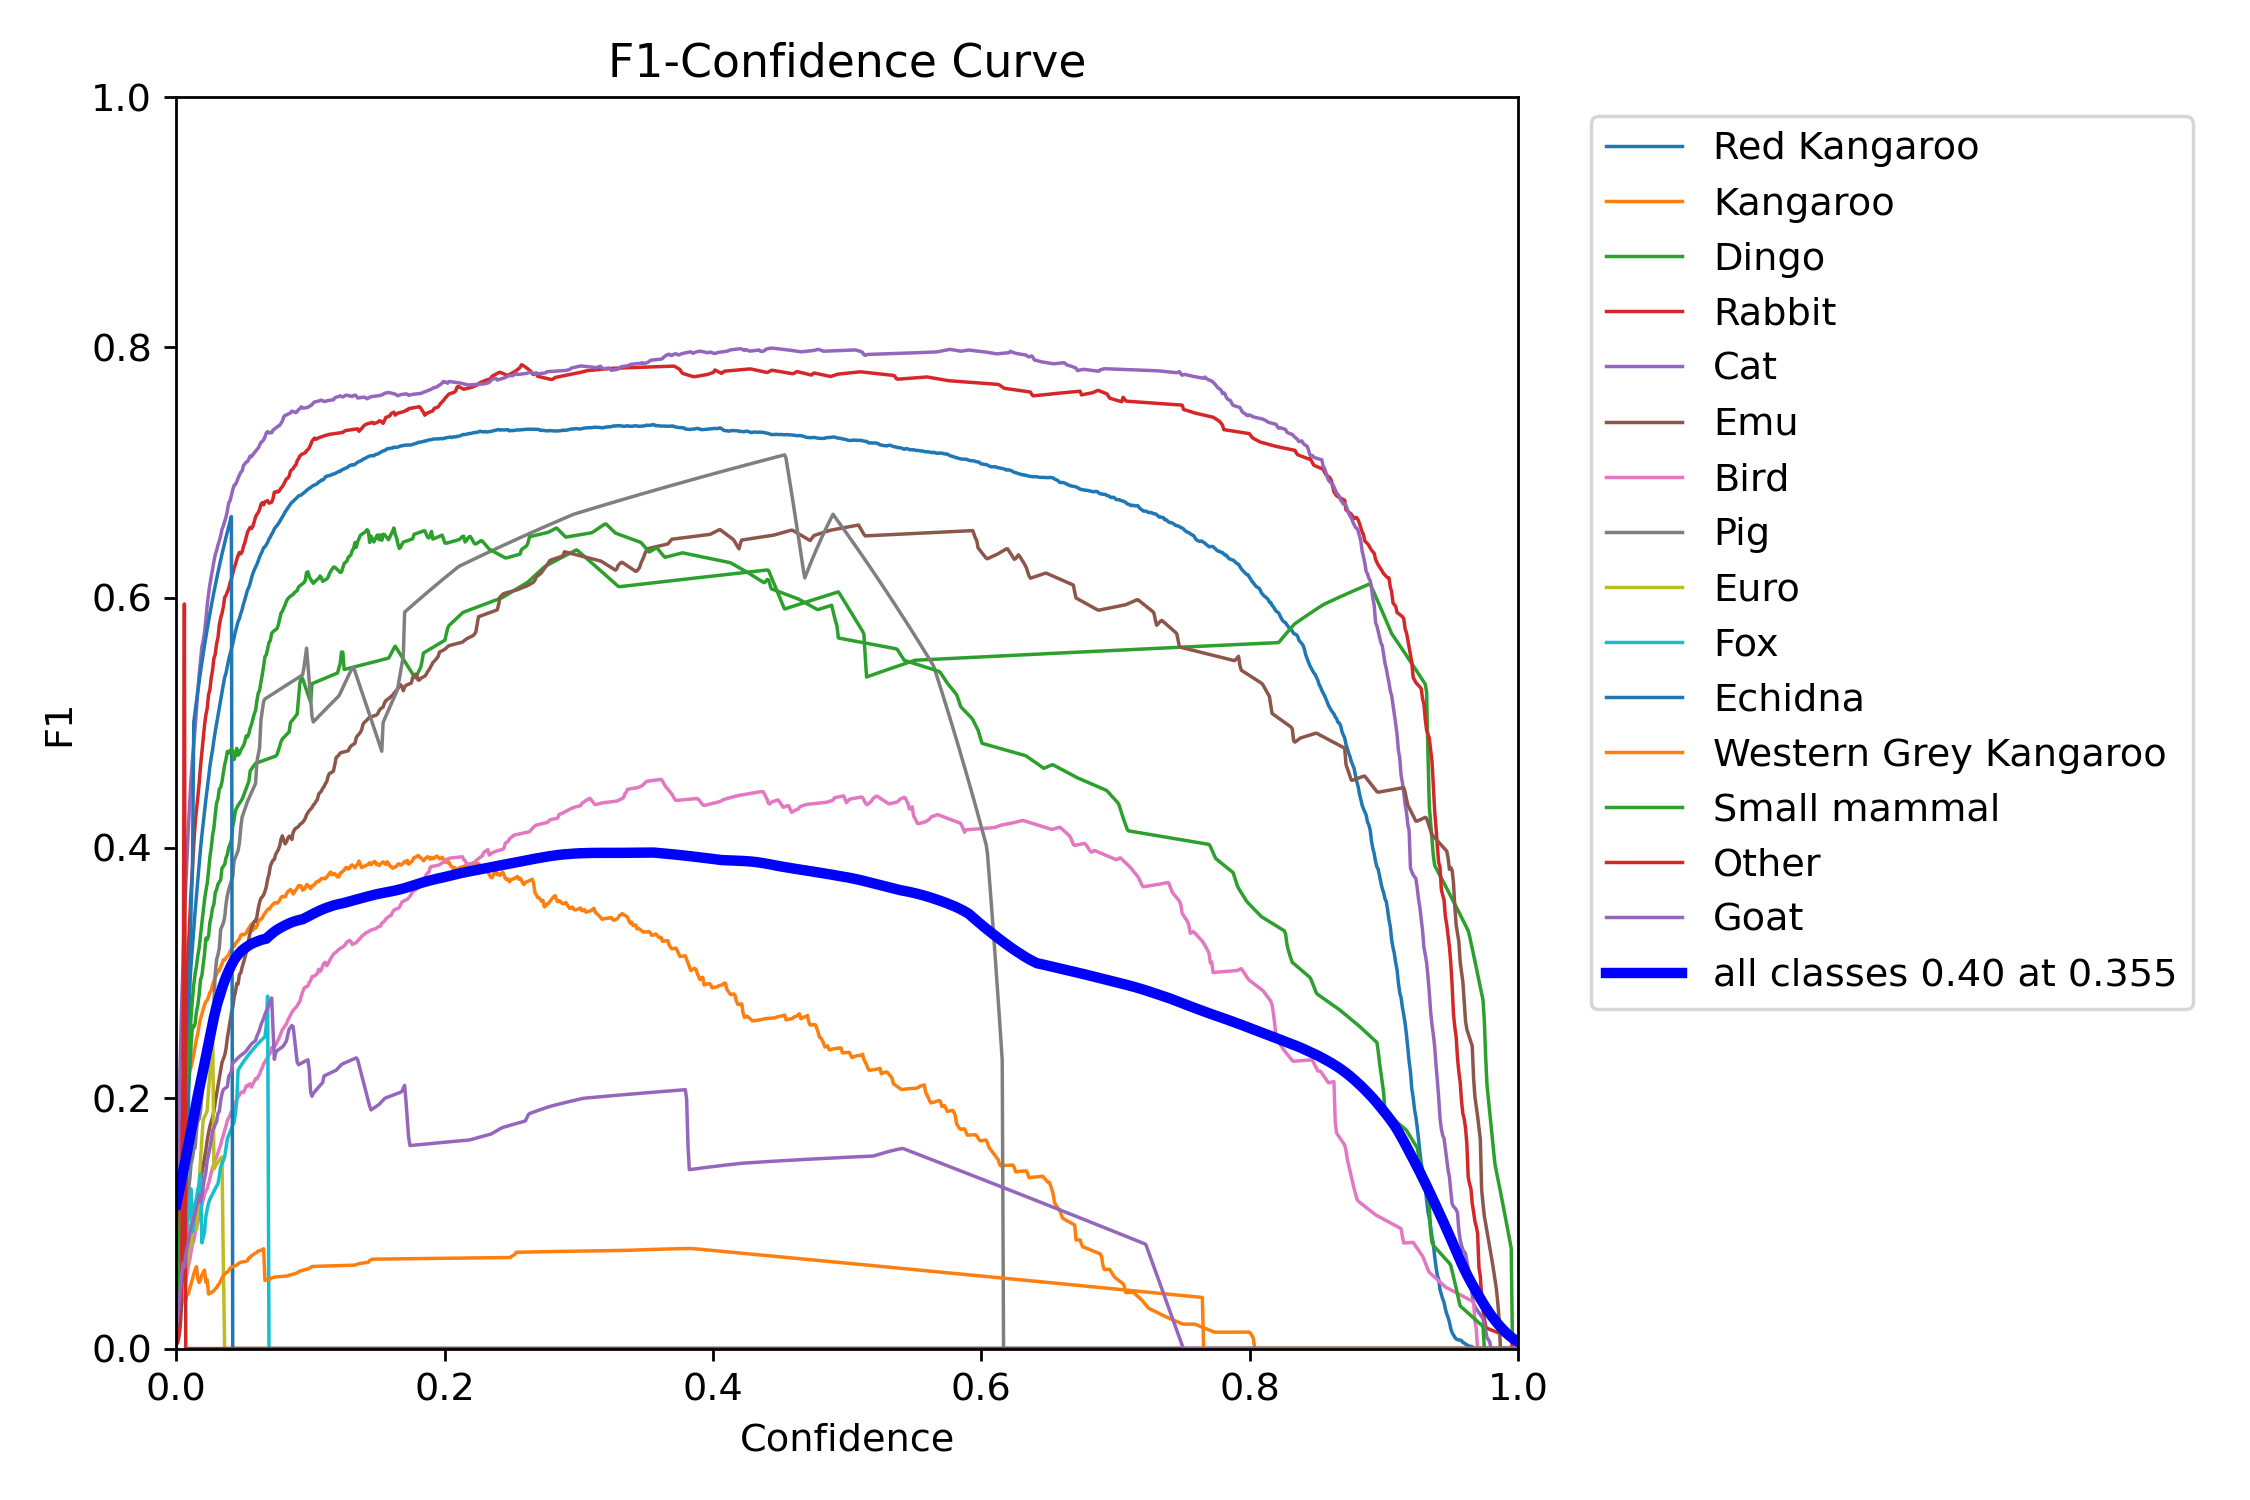 F1-Confidence Curve
1.0
0.8
0.6
0.4
0.2
0.0
F1
0.0 0.2 0.4 0.6 0.8 1.0
Confidence
Red Kangaroo
Kangaroo
Dingo
Rabbit
Cat
Emu
Bird
Pig
Euro
Fox
Echidna
Western Grey Kangaroo
Small mammal
Other
Goat
all classes 0.40 at 0.355